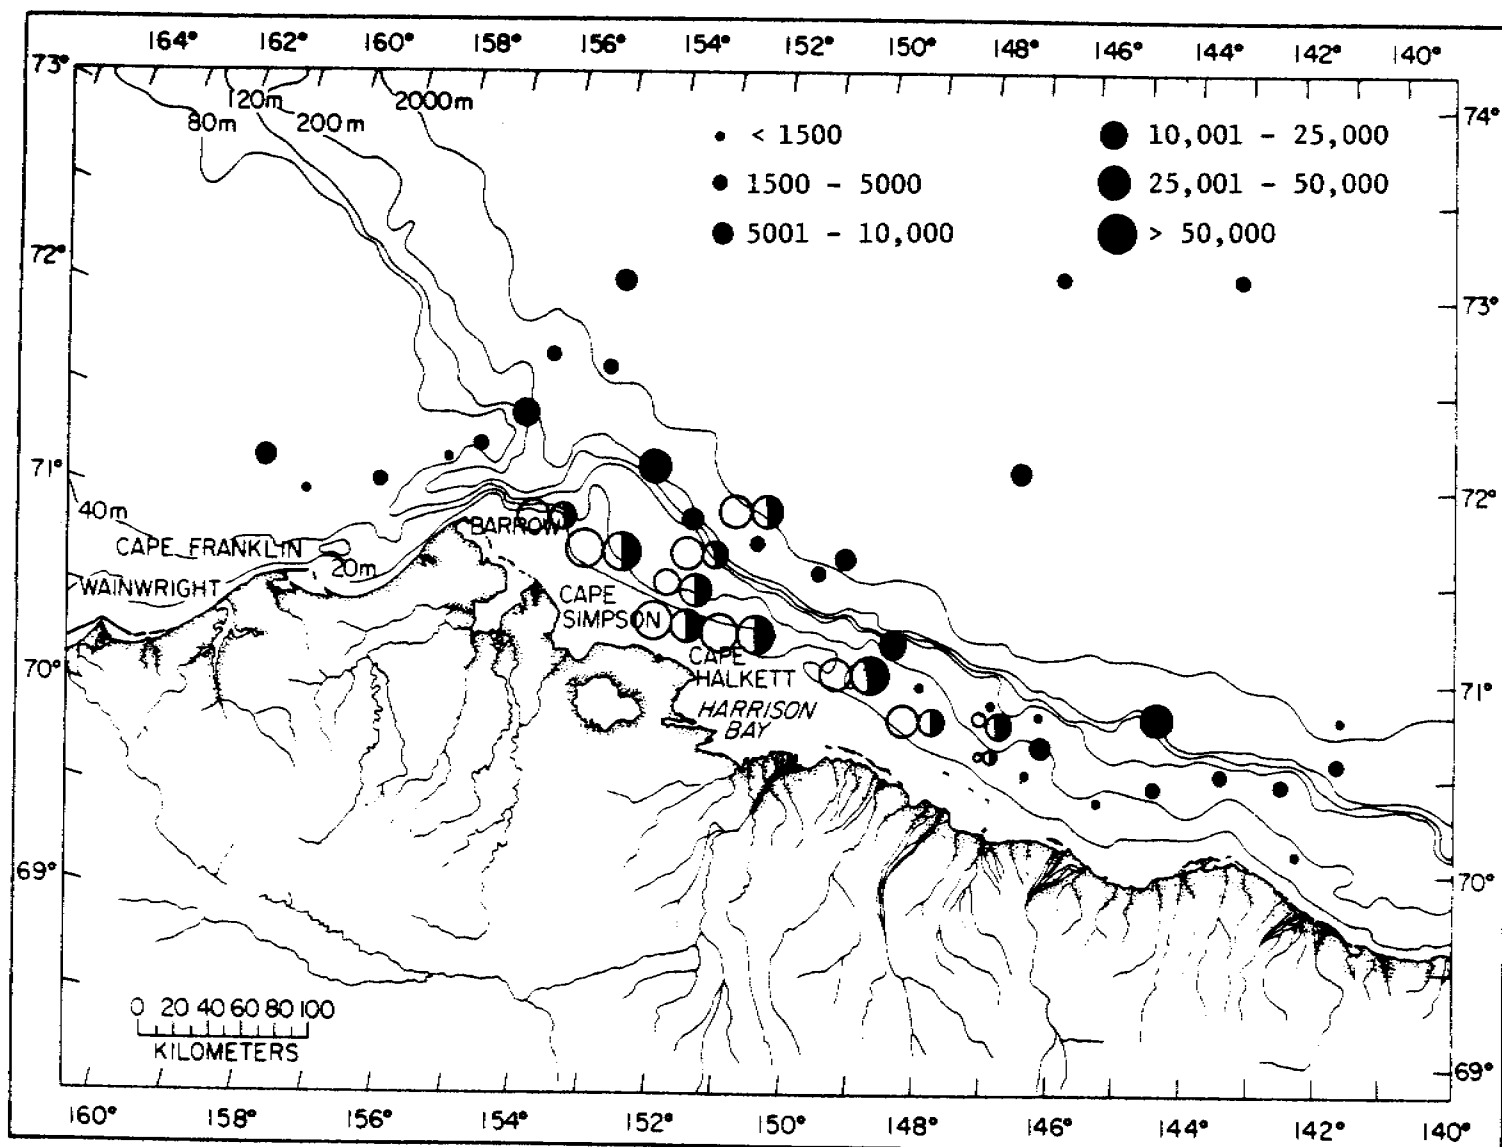 164° 162° 160° 158° 156° 154° 152° 150° 148° 146° 144° 142° 140°
73°
120m
2000m
80m
200m
74°
< 1500
10,001 - 25,000
1500 - 5000
25,001 - 50,000
5001 - 10,000
> 50,000
72°
73°
71°
72°
40m
BARROW
CAPE FRANKLIN
20m
WAINWRIGHT
CAPE
SIMPSON
70°
CAPE
HALKETT
71°
HARRISON
BAY
69°
70°
0 20 40 60 80 100
KILOMETERS
69°
160° 158° 156° 154° 152° 150° 148° 146° 144° 142° 140°